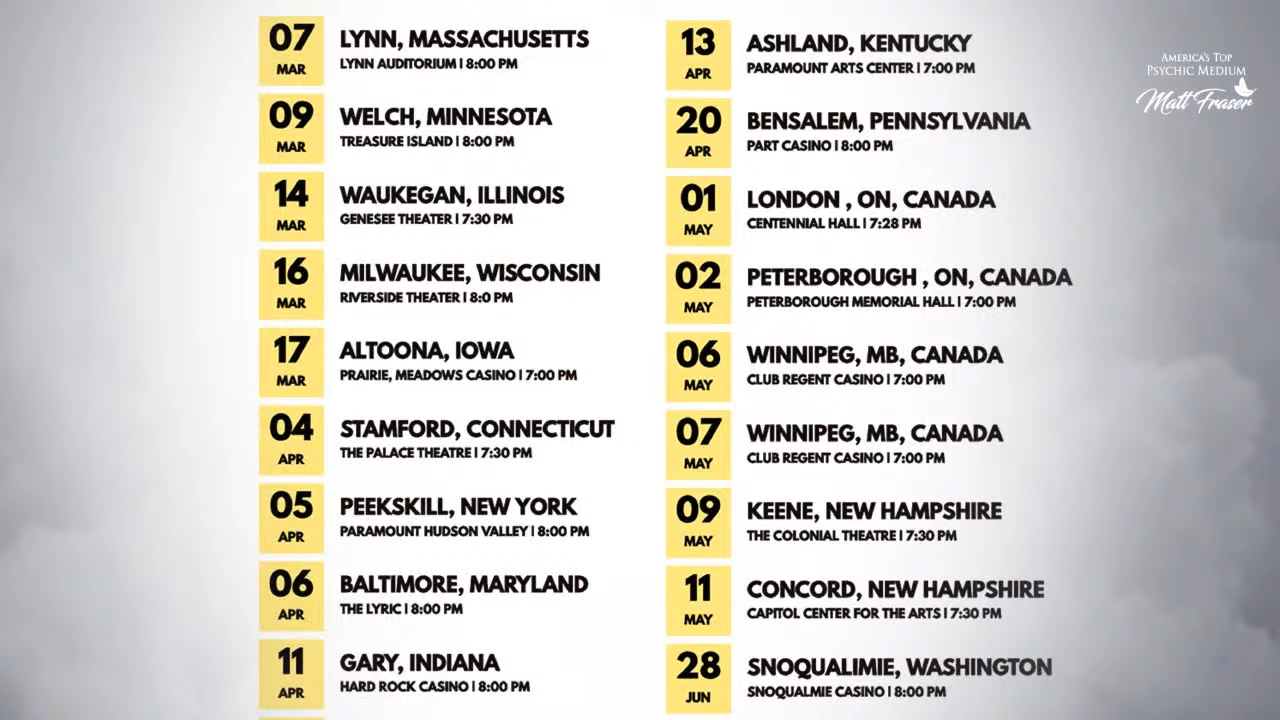 07
MAR
LYNN, MASSACHUSETTS
LYNN AUDITORIUM | 8:00 PM
09
MAR
WELCH, MINNESOTA
TREASURE ISLAND | 8:00 PM
14
MAR
WAUKEGAN, ILLINOIS
GENESEE THEATER | 7:30 PM
16
MAR
MILWAUKEE, WISCONSIN
RIVERSIDE THEATER | 8:0 PM
17
MAR
ALTOONA, IOWA
PRAIRIE, MEADOWS CASINO | 7:00 PM
04
APR
STAMFORD, CONNECTICUT
THE PALACE THEATRE | 7:30 PM
05
APR
PEEKSKILL, NEW YORK
PARAMOUNT HUDSON VALLEY | 8:00 PM
06
APR
BALTIMORE, MARYLAND
THE LYRIC | 8:00 PM
11
APR
GARY, INDIANA
HARD ROCK CASINO | 8:00 PM
13
APR
ASHLAND, KENTUCKY
PARAMOUNT ARTS CENTER | 7:00 PM
20
APR
BENSALEM, PENNSYLVANIA
PART CASINO | 8:00 PM
01
MAY
LONDON , ON, CANADA
CENTENNIAL HALL | 7:28 PM
02
MAY
PETERBOROUGH , ON, CANADA
PETERBOROUGH MEMORIAL HALL | 7:00 PM
06
MAY
WINNIPEG, MB, CANADA
CLUB REGENT CASINO | 7:00 PM
07
MAY
WINNIPEG, MB, CANADA
CLUB REGENT CASINO | 7:00 PM
09
MAY
KEENE, NEW HAMPSHIRE
THE COLONIAL THEATRE | 7:30 PM
11
MAY
CONCORD, NEW HAMPSHIRE
CAPITOL CENTER FOR THE ARTS | 7:30 PM
28
JUN
SNOQUALIMIE, WASHINGTON
SNOQUALMIE CASINO | 8:00 PM
AMERICA'S TOP
PSYCHIC MEDIUM
Matt Fraser